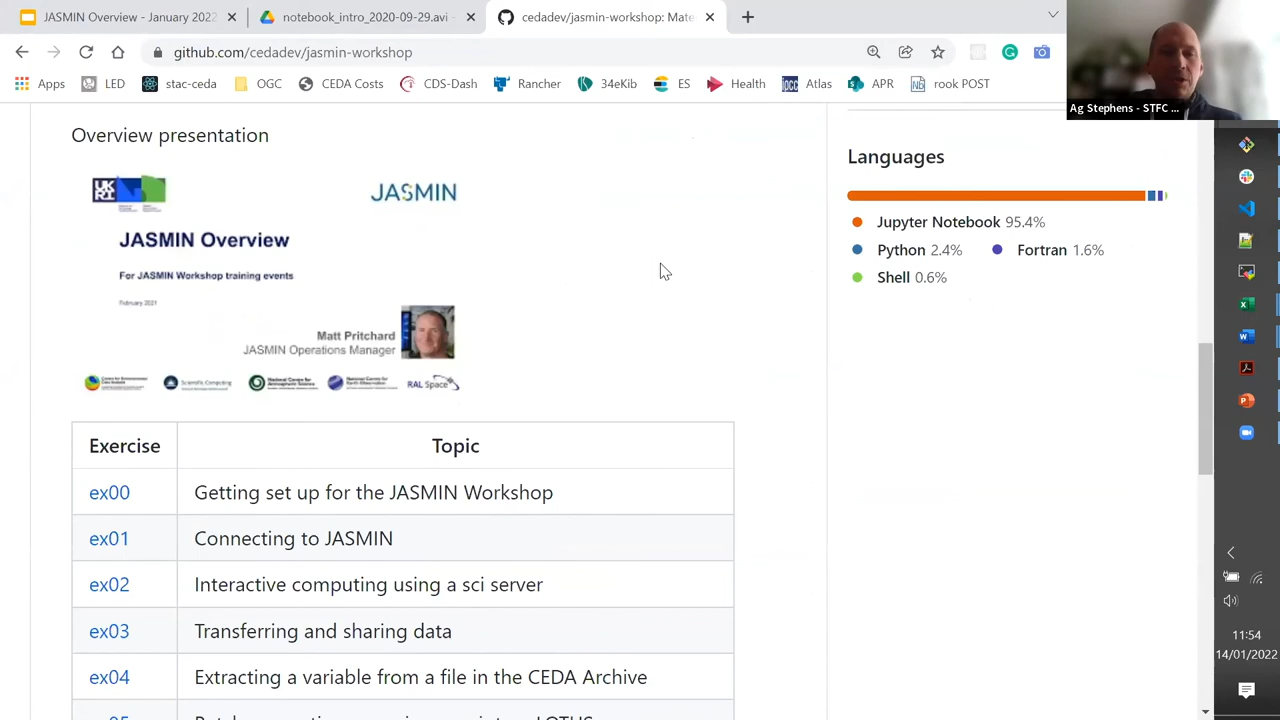 JASMIN Overview - January 2022
notebook_intro_2020-09-29.avi
cedadev/jasmin-workshop: Mate
github.com/cedadev/jasmin-workshop
Apps
LED
stac-ceda
OGC
CEDA Costs
CDS-Dash
Rancher
34eKib
ES
Health
Atlas
APR
rook POST
Ag Stephens - STFC ...
Overview presentation
JASMIN
JASMIN Overview
For JASMIN Workshop training events
February 2021
Matt Pritchard
JASMIN Operations Manager
Scientific Computing
RAL Space
Exercise Topic
ex00 Getting set up for the JASMIN Workshop
ex01 Connecting to JASMIN
ex02 Interactive computing using a sci server
ex03 Transferring and sharing data
ex04 Extracting a variable from a file in the CEDA Archive
Languages
Jupyter Notebook 95.4%
Python 2.4% Fortran 1.6%
Shell 0.6%
11:54
14/01/2022